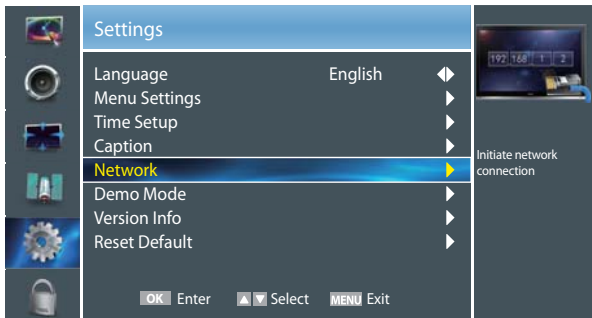 Settings
Language English
Menu Settings
Time Setup
Caption
Network
Demo Mode
Version Info
Reset Default
OK Enter ▲ ▼ Select MENU Exit
192 168 1 2
Initiate network
connection